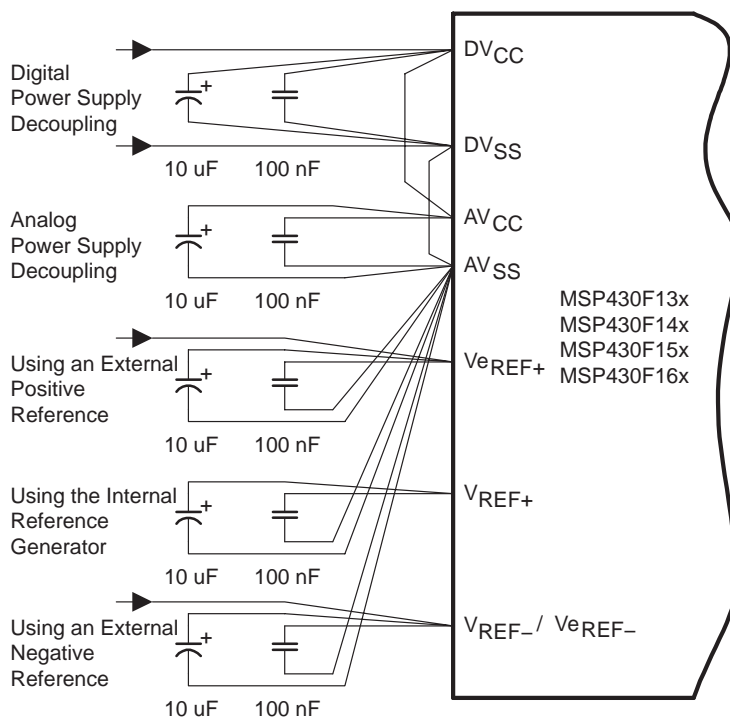 DVCC
Digital
Power Supply
Decoupling
+
DVSS
10 uF 100 nF
Analog
Power Supply
Decoupling
+
AVCC
AVSS
10 uF 100 nF
MSP430F13x
MSP430F14x
MSP430F15x
MSP430F16x
Using an External
Positive
Reference
+
VeREF+
10 uF 100 nF
Using the Internal
Reference
Generator
+
VREF+
10 uF 100 nF
Using an External
Negative
Reference
+
VREF− / VeREF−
10 uF 100 nF